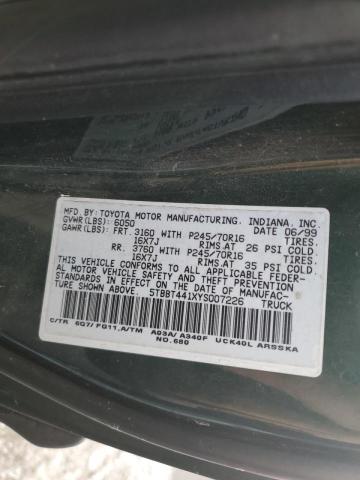 MFD. BY: TOYOTA MOTOR MANUFACTURING, INDIANA, INC.
GVWR(LBS): 6050 DATE 06/99
GAWR(LBS): FRT. 3160 WITH P245/70R16 TIRES.
16X7J RIMS AT 26 PSI COLD.
RR. 3760 WITH P245/70R16 TIRES.
16X7J RIMS AT 35 PSI COLD.
THIS VEHICLE CONFORMS TO ALL APPLICABLE FEDER-
AL MOTOR VEHICLE SAFETY AND THEFT PREVENTION
STANDARDS IN EFFECT ON THE DATE OF MANUFAC-
TURE SHOWN ABOVE. 5TBBT441XYS007226 TRUCK
C/TR 6Q7/FG11.A/TM A03A/A340F UCK40L ARSSKA
NO.680